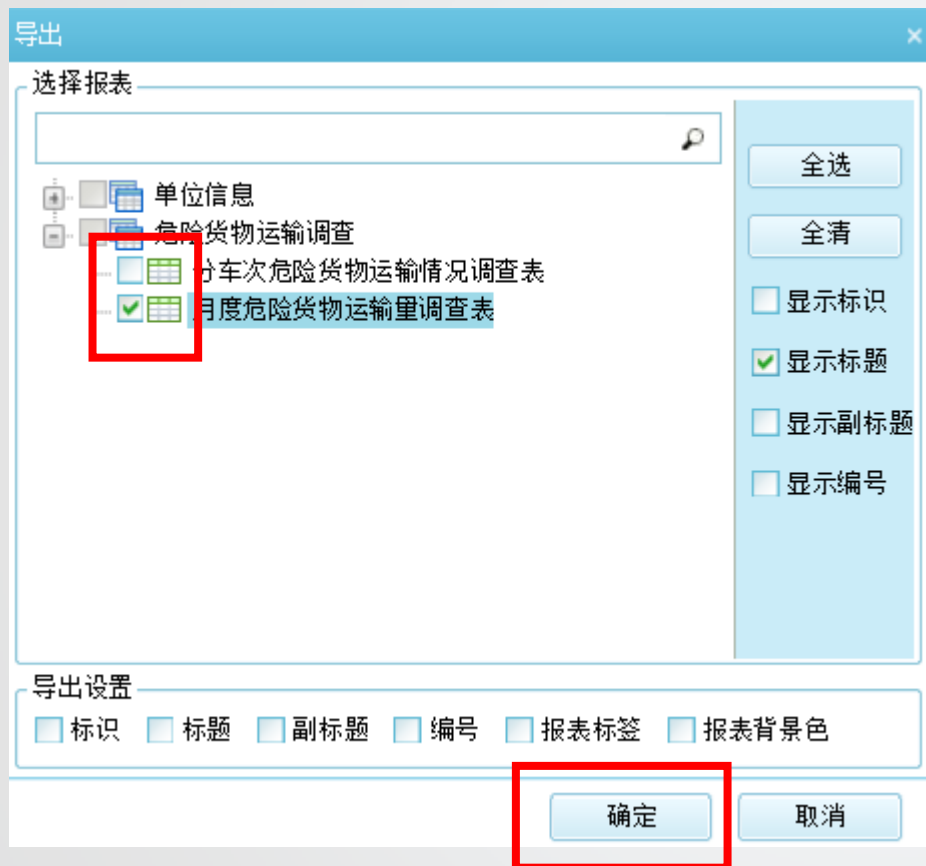 导出
选择报表
单位信息
危险货物运输调查
分车次危险货物运输情况调查表
月度危险货物运输量调查表
全选
全清
显示标识
显示标题
显示副标题
显示编号
导出设置
标识 标题 副标题 编号 报表标签 报表背景色
确定 取消